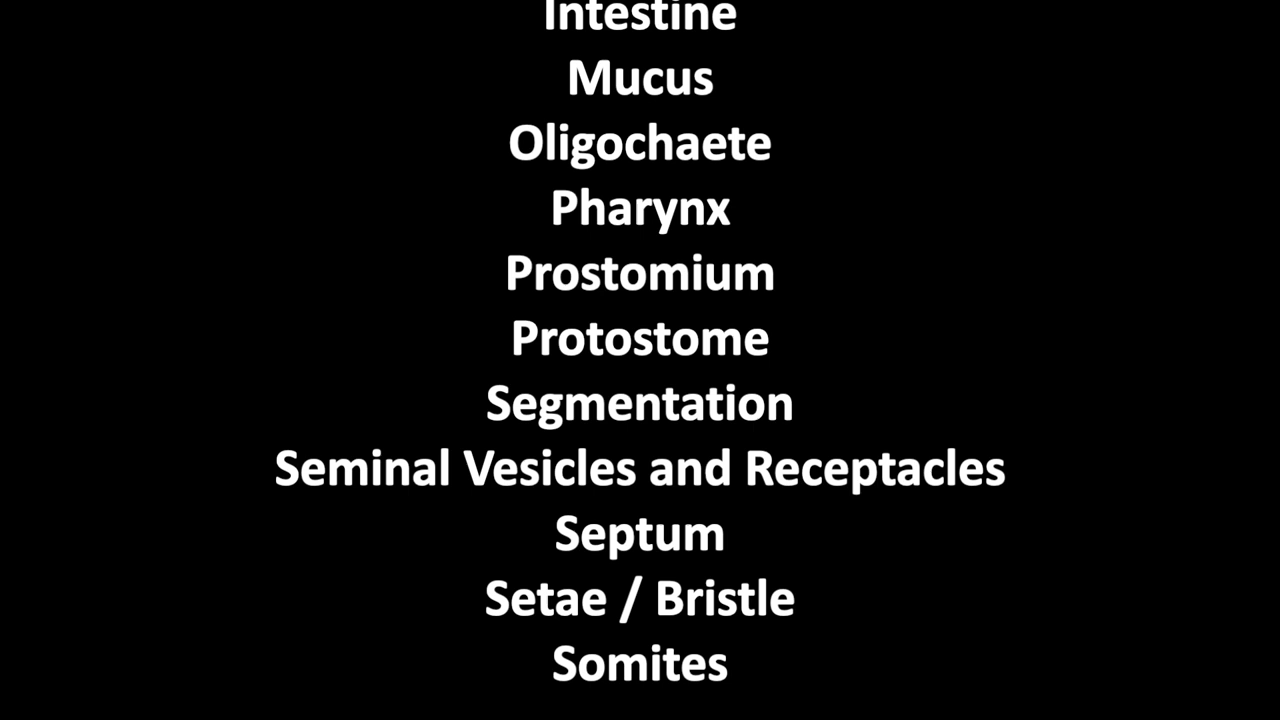 Intestine
Mucus
Oligochaete
Pharynx
Prostomium
Protostome
Segmentation
Seminal Vesicles and Receptacles
Septum
Setae / Bristle
Somites